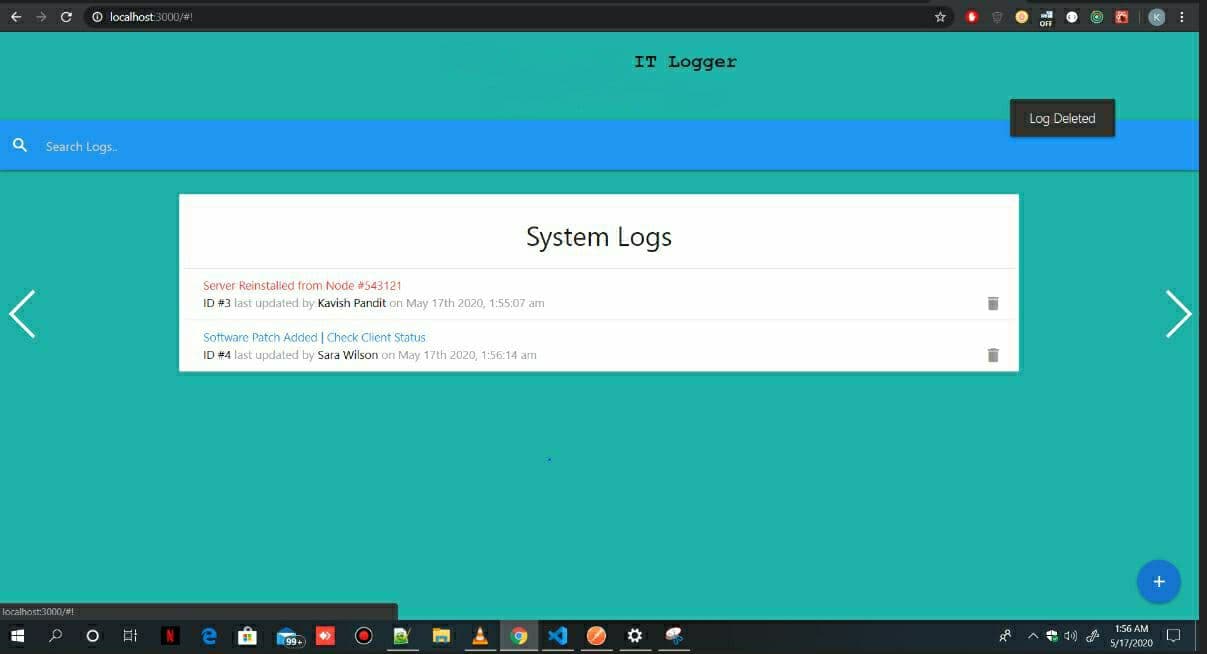 localhost:3000/#!
OFF
K
IT Logger
Log Deleted
Search Logs..
System Logs
Server Reinstalled from Node #543121
ID #3 last updated by Kavish Pandit on May 17th 2020, 1:55:07 am
Software Patch Added | Check Client Status
ID #4 last updated by Sara Wilson on May 17th 2020, 1:56:14 am
+
localhost:3000/#!
N
99+
1:56 AM
5/17/2020